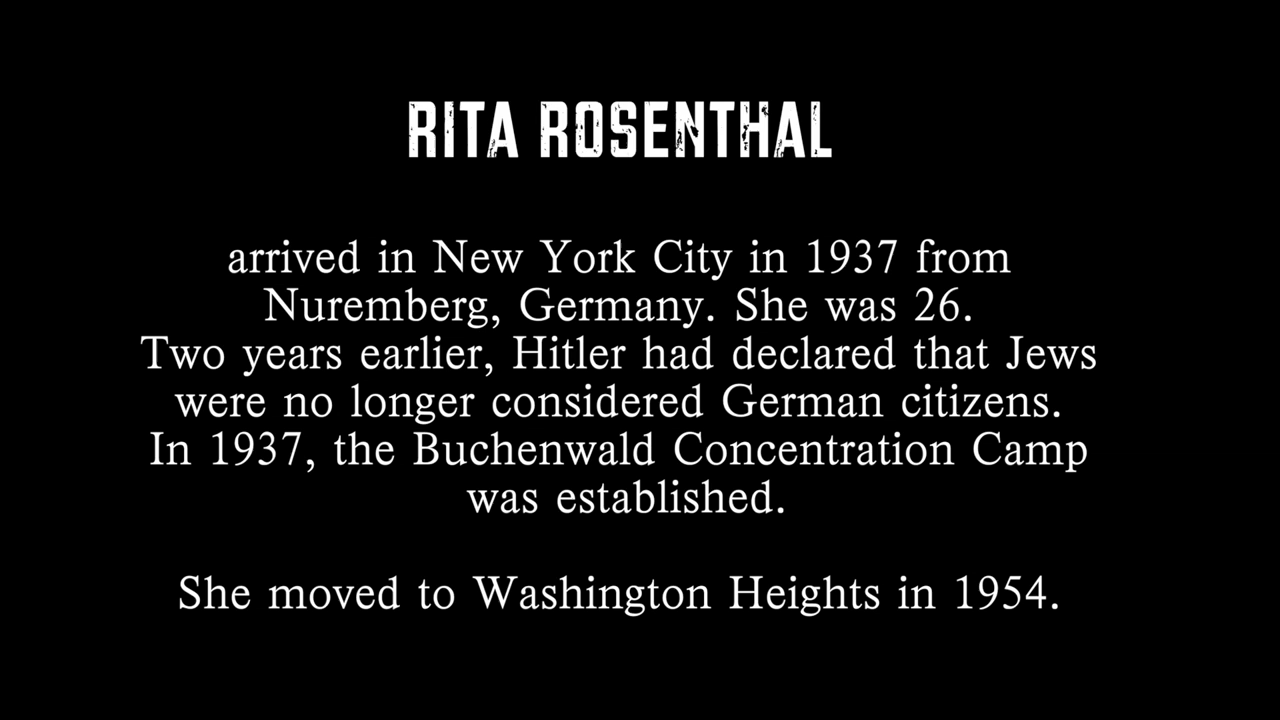 RITA ROSENTHAL
arrived in New York City in 1937 from
Nuremberg, Germany. She was 26.
Two years earlier, Hitler had declared that Jews
were no longer considered German citizens.
In 1937, the Buchenwald Concentration Camp
was established.
She moved to Washington Heights in 1954.